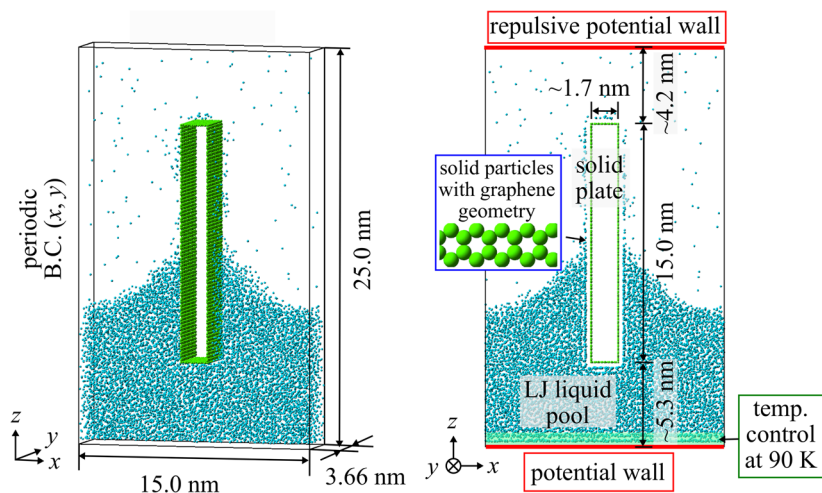 periodic
B.C. (x, y)
25.0 nm
z
y
x
15.0 nm
3.66 nm
repulsive potential wall
~4.2 nm
~1.7 nm
solid particles
with graphene
geometry
solid
plate
15.0 nm
LJ liquid
pool
~5.3 nm
temp.
control
at 90 K
z
y
x
potential wall